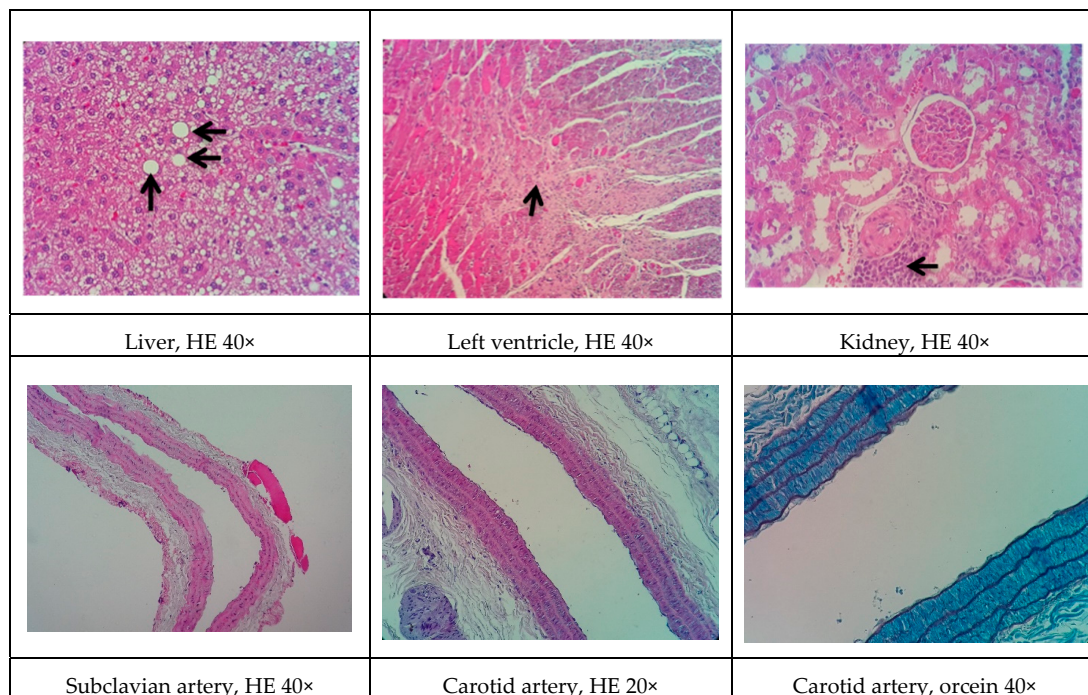 Liver, HE 40×
Left ventricle, HE 40×
Kidney, HE 40×
Subclavian artery, HE 40×
Carotid artery, HE 20×
Carotid artery, orcein 40×